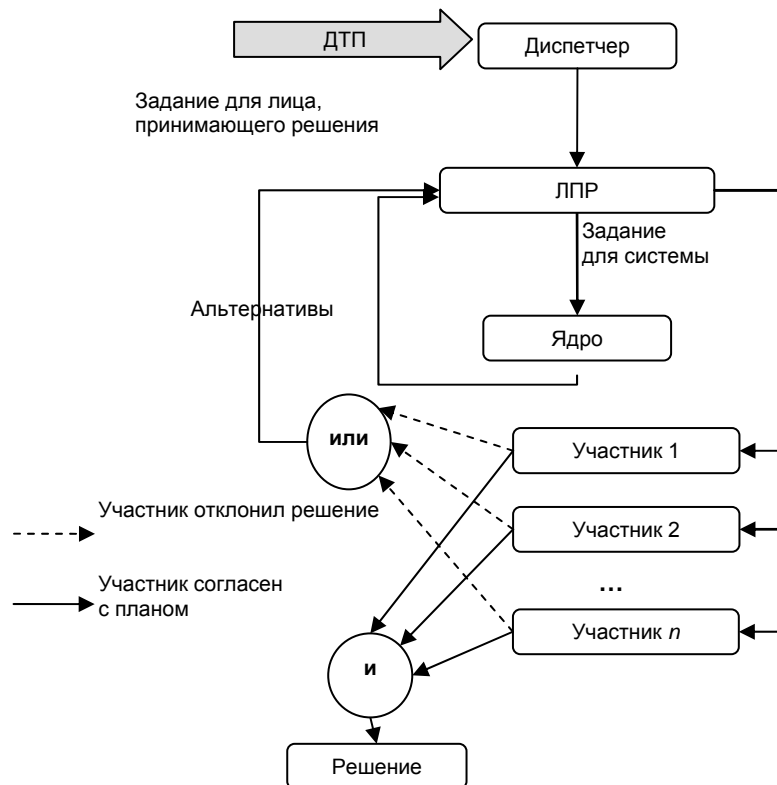 ДТП
Диспетчер
Задание для лица,
принимающего решения
ЛПР
Задание
для системы
Альтернативы
Ядро
или
Участник 1
Участник отклонил решение
Участник 2
Участник согласен
с планом
...
Участник n
и
Решение